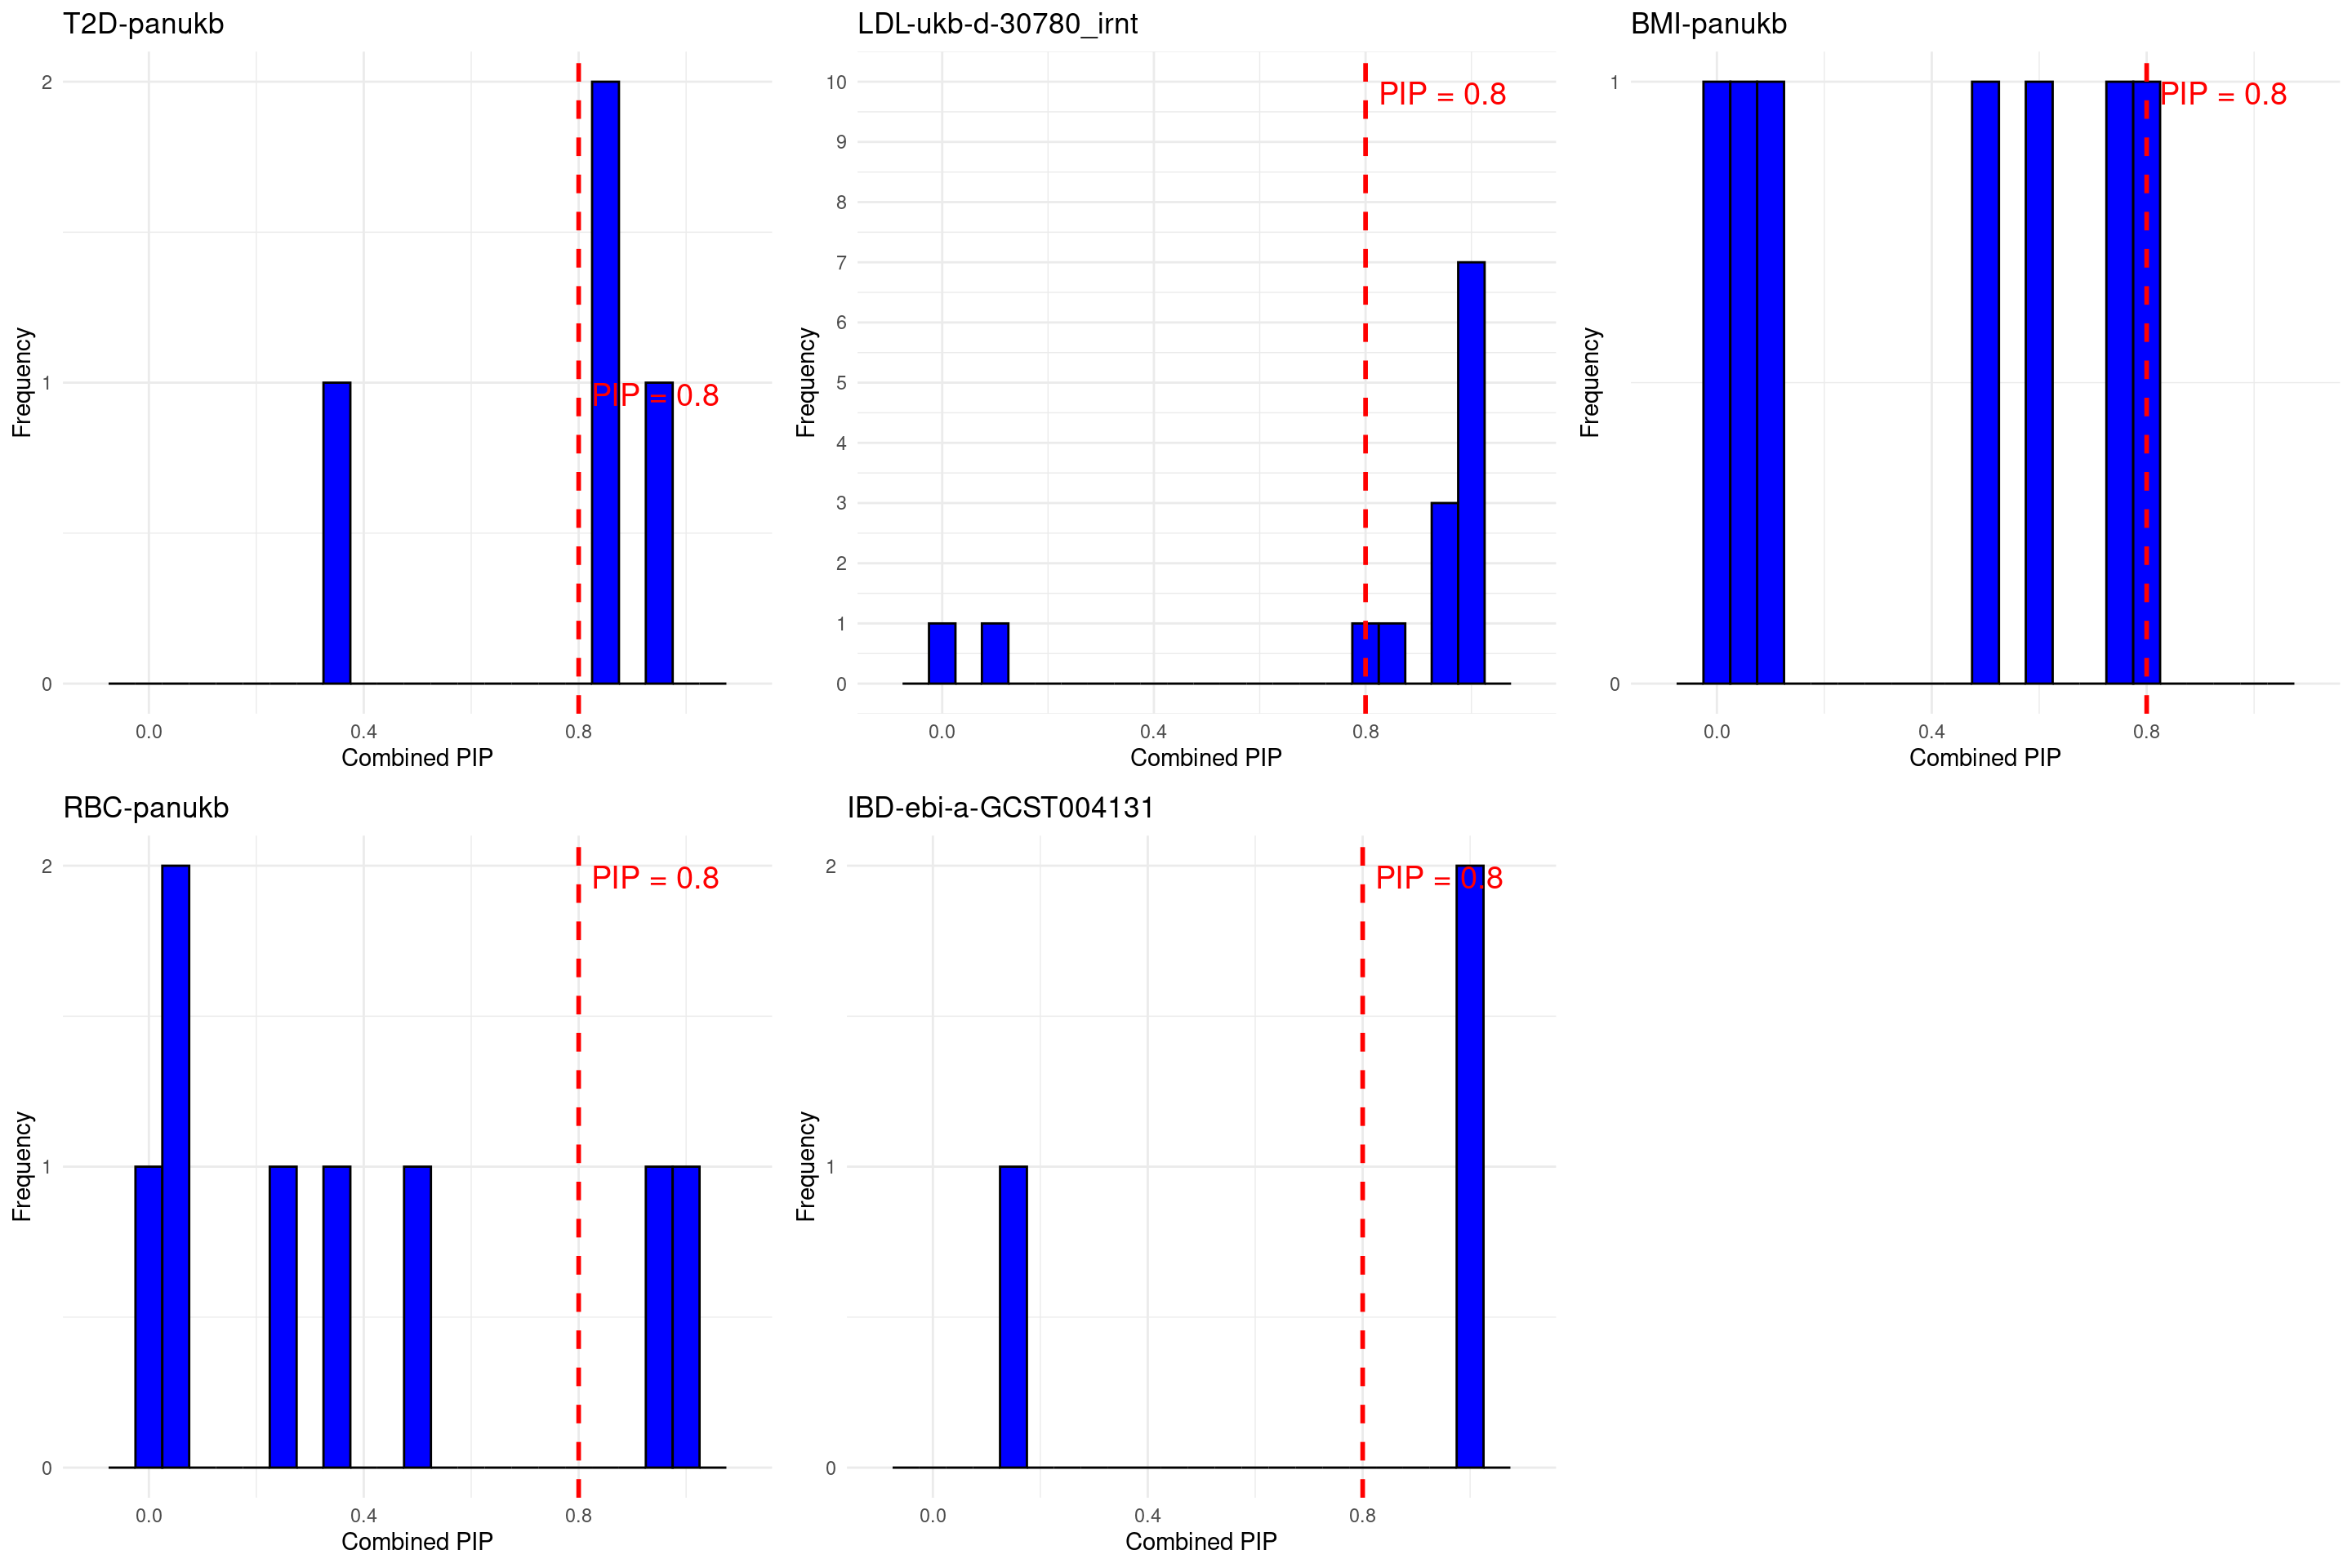 T2D-panukb
2
1
0
Frequency
PIP = 0.8
0.0 0.4 0.8
Combined PIP
LDL-ukb-d-30780_irnt
10
9
8
7
6
5
4
3
2
1
0
Frequency
PIP = 0.8
0.0 0.4 0.8
Combined PIP
BMI-panukb
1
0
Frequency
PIP = 0.8
0.0 0.4 0.8
Combined PIP
RBC-panukb
2
1
0
Frequency
PIP = 0.8
0.0 0.4 0.8
Combined PIP
IBD-ebi-a-GCST004131
2
1
0
Frequency
PIP = 0.8
0.0 0.4 0.8
Combined PIP